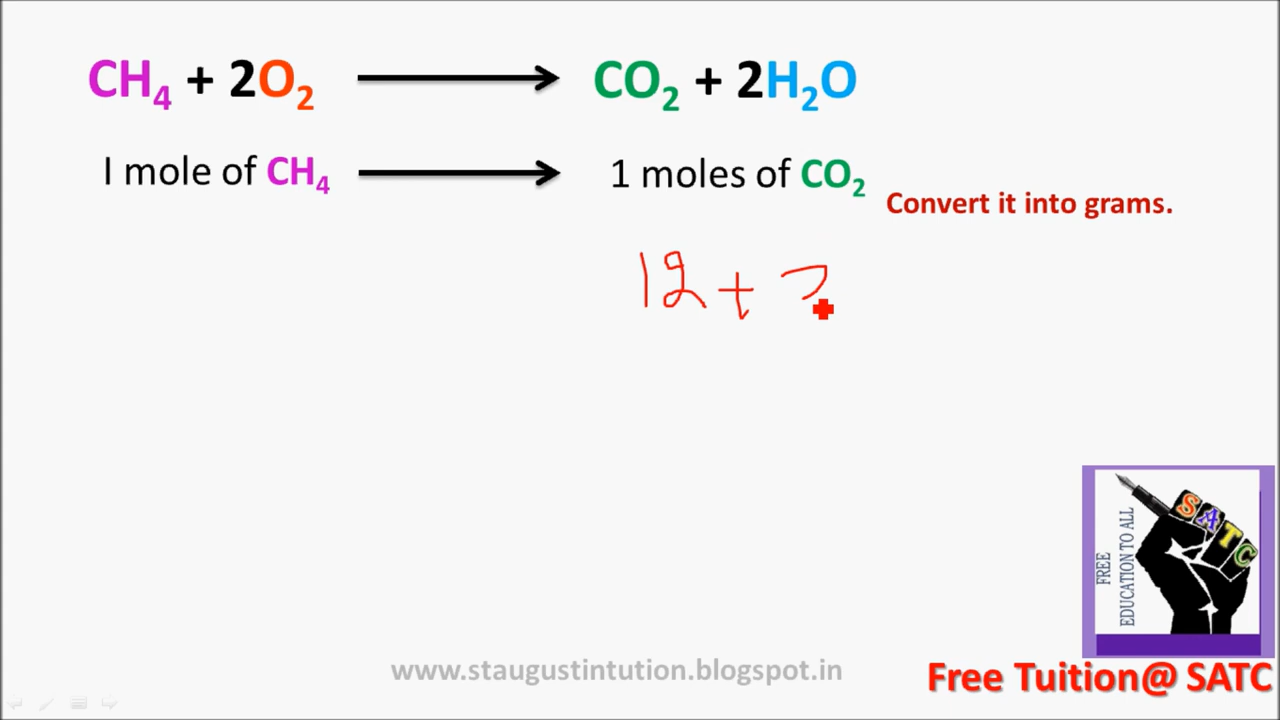 CH₄ + 2O₂ → CO₂ + 2H₂O
I mole of CH₄ → 1 moles of CO₂
Convert it into grams.
12 +
FREE
EDUCATION TO ALL
SATC
www.staugustintution.blogspot.in
Free Tuition@ SATC